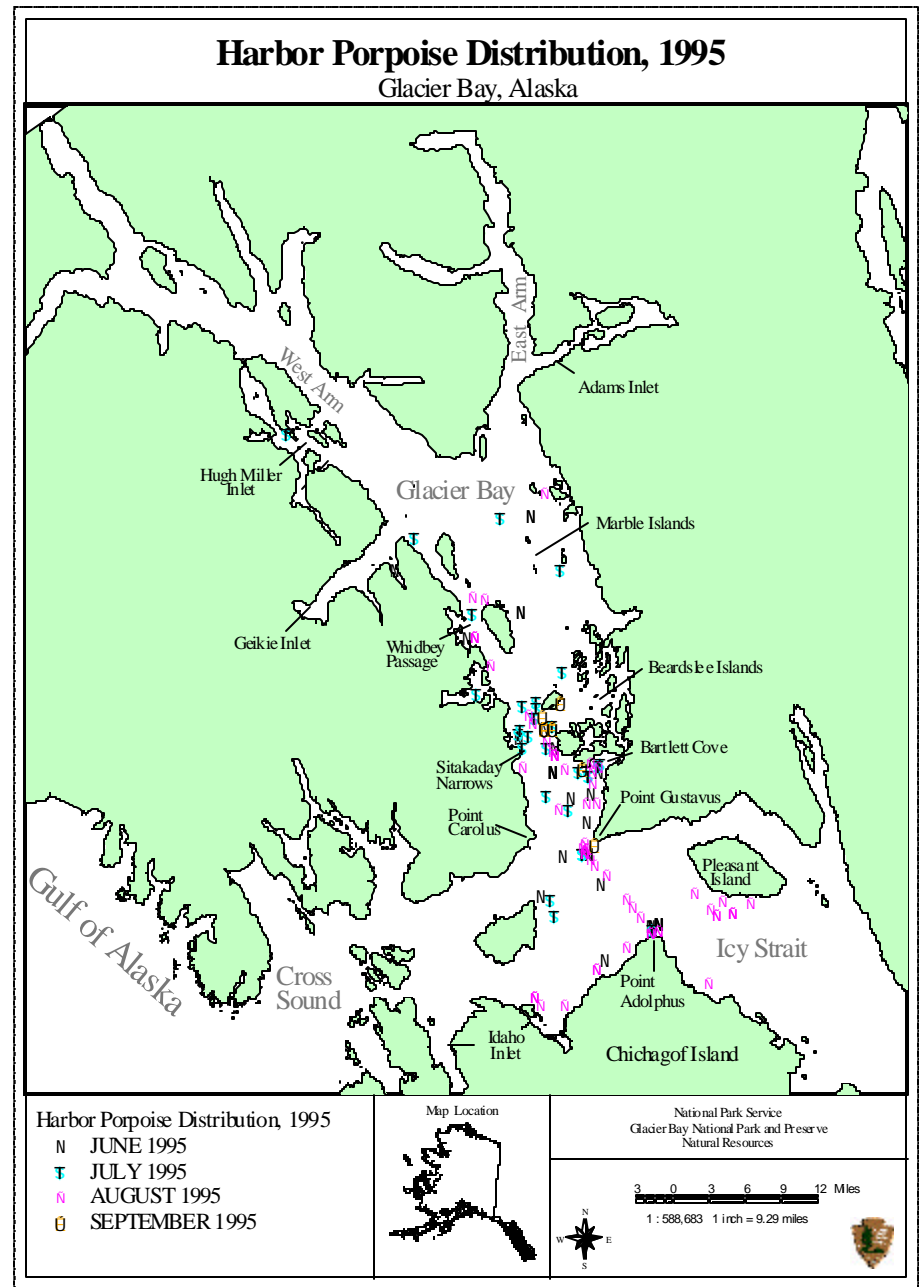 Harbor Porpoise Distribution, 1995
Glacier Bay, Alaska
East Arm
West Arm
Adams Inlet
Hugh Miller
Inlet
Glacier Bay
Marble Islands
Geikie Inlet
Whidbey
Passage
Beardslee Islands
Bartlett Cove
Sitakaday
Narrows
Point Gustavus
Point
Carolus
Pleasant
Island
Gulf of Alaska
Cross
Sound
Icy Strait
Point
Adolphus
Idaho
Inlet
Chichagof Island
Harbor Porpoise Distribution, 1995
N JUNE 1995
T JULY 1995
Ñ AUGUST 1995
U SEPTEMBER 1995
Map Location
National Park Service
Glacier Bay National Park and Preserve
Natural Resources
3 0 3 6 9 12 Miles
1 : 588,683 1 inch = 9.29 miles
N
W E
S